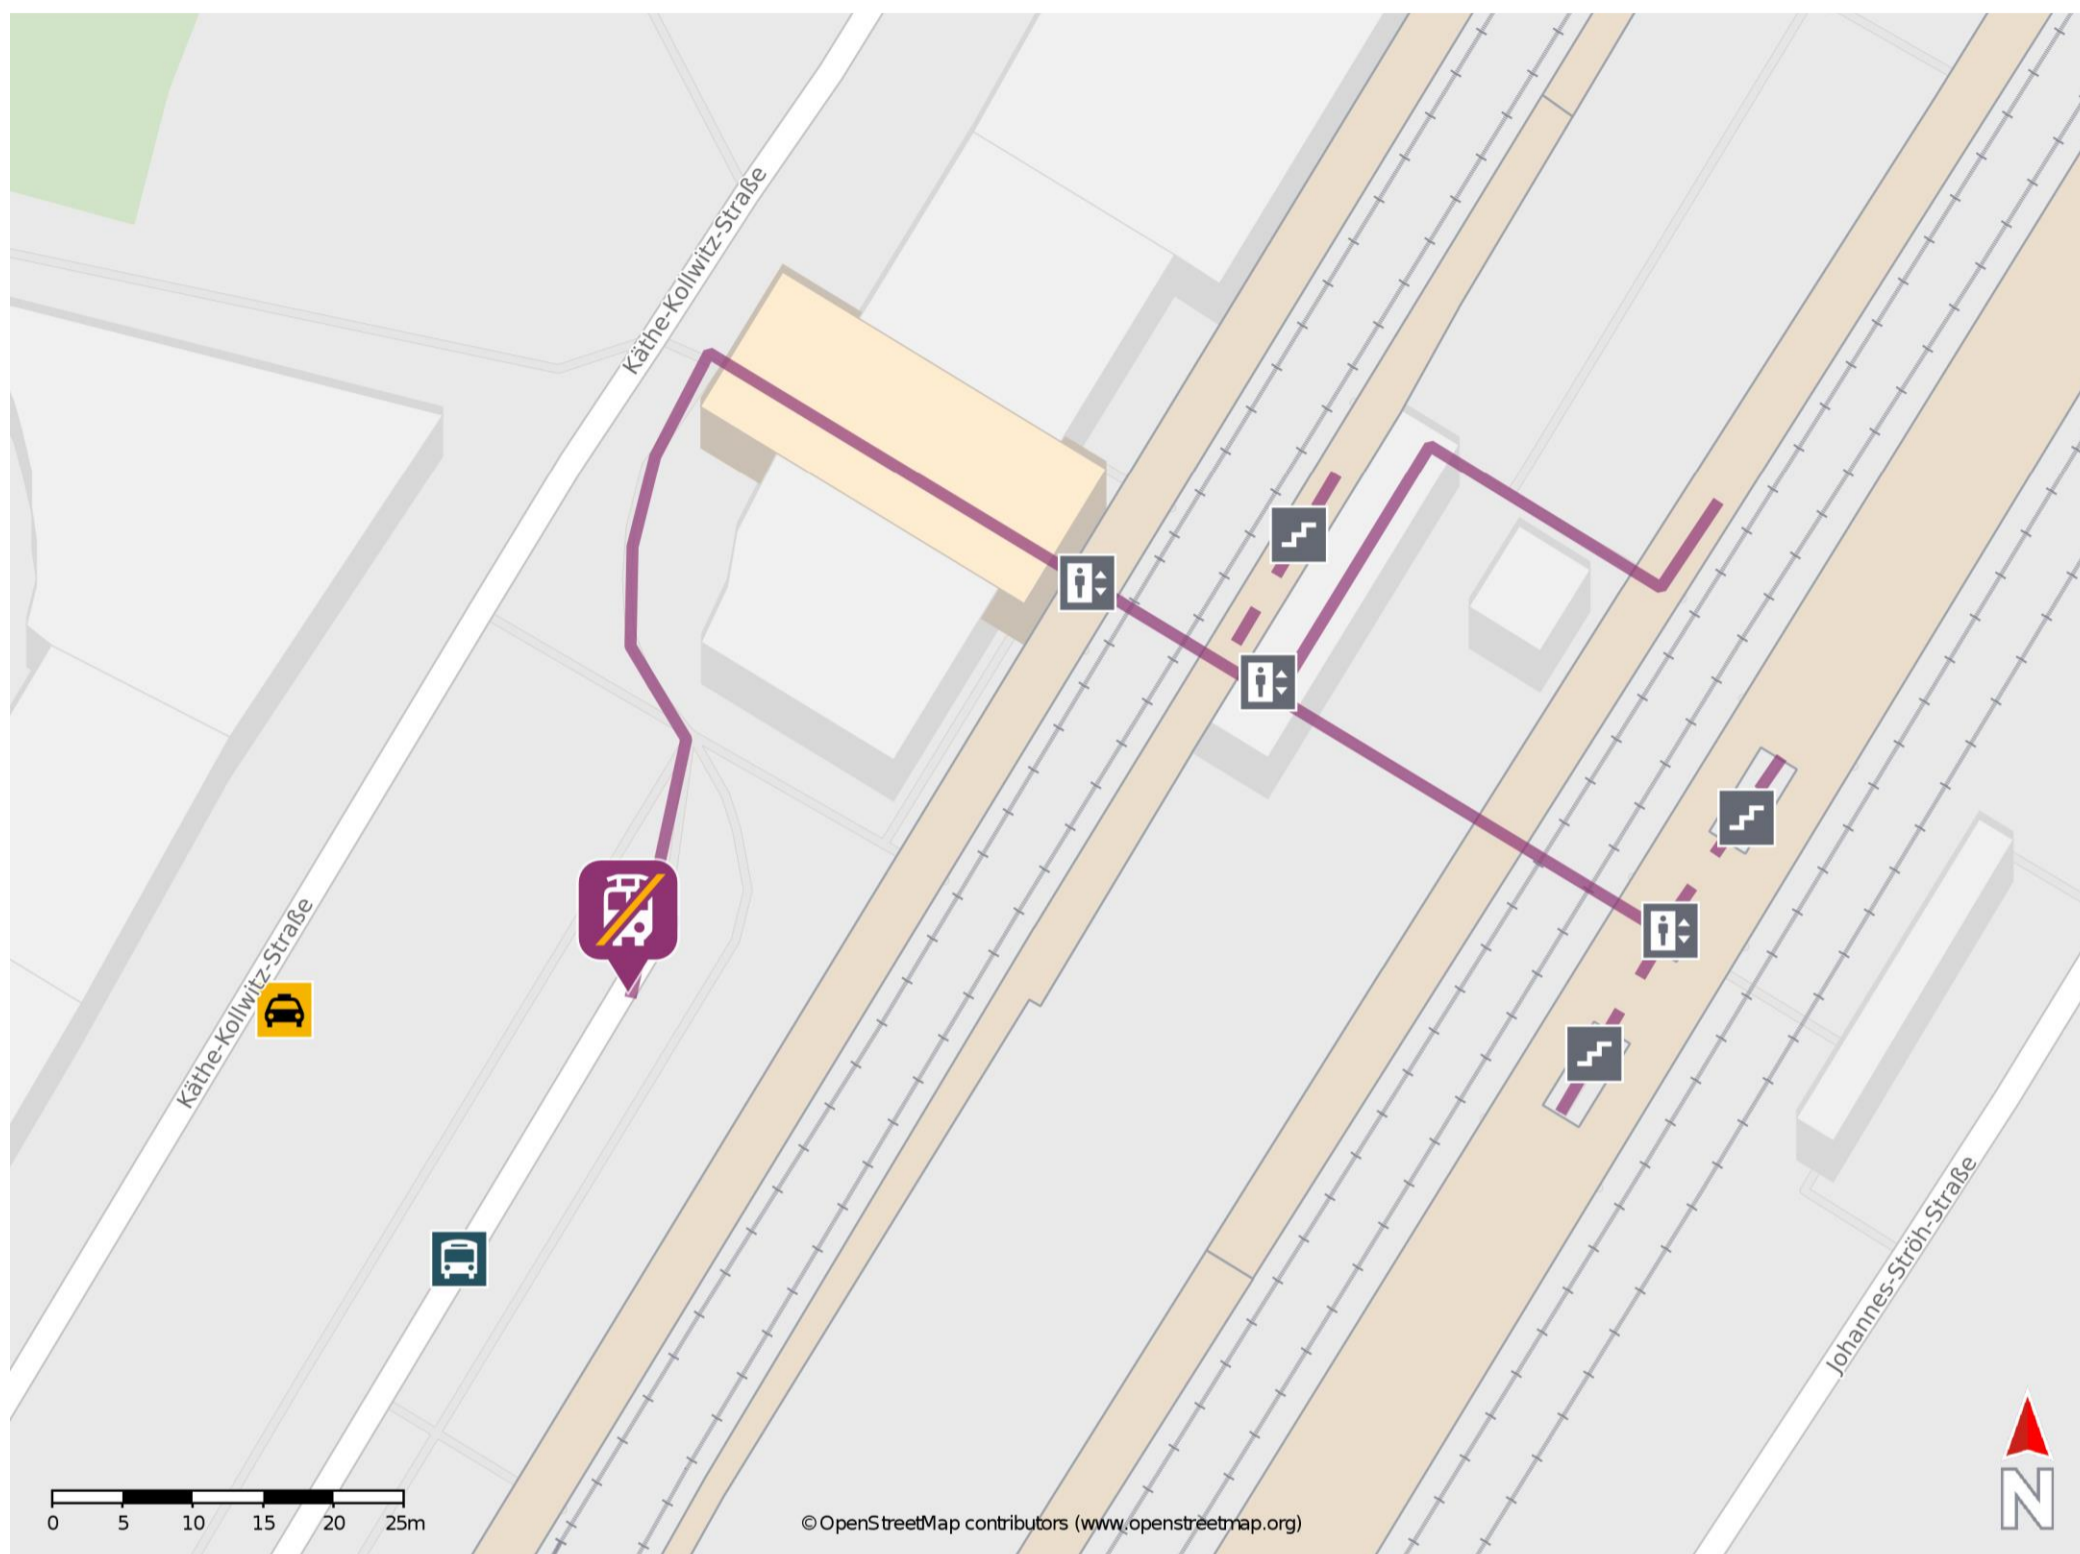 Käthe-Kollwitz-Straße
Käthe-Kollwitz-Straße
Johannes-Ströh-Straße
0 5 10 15 20 25m
©OpenStreetMap contributors (www.openstreetmap.org)
N